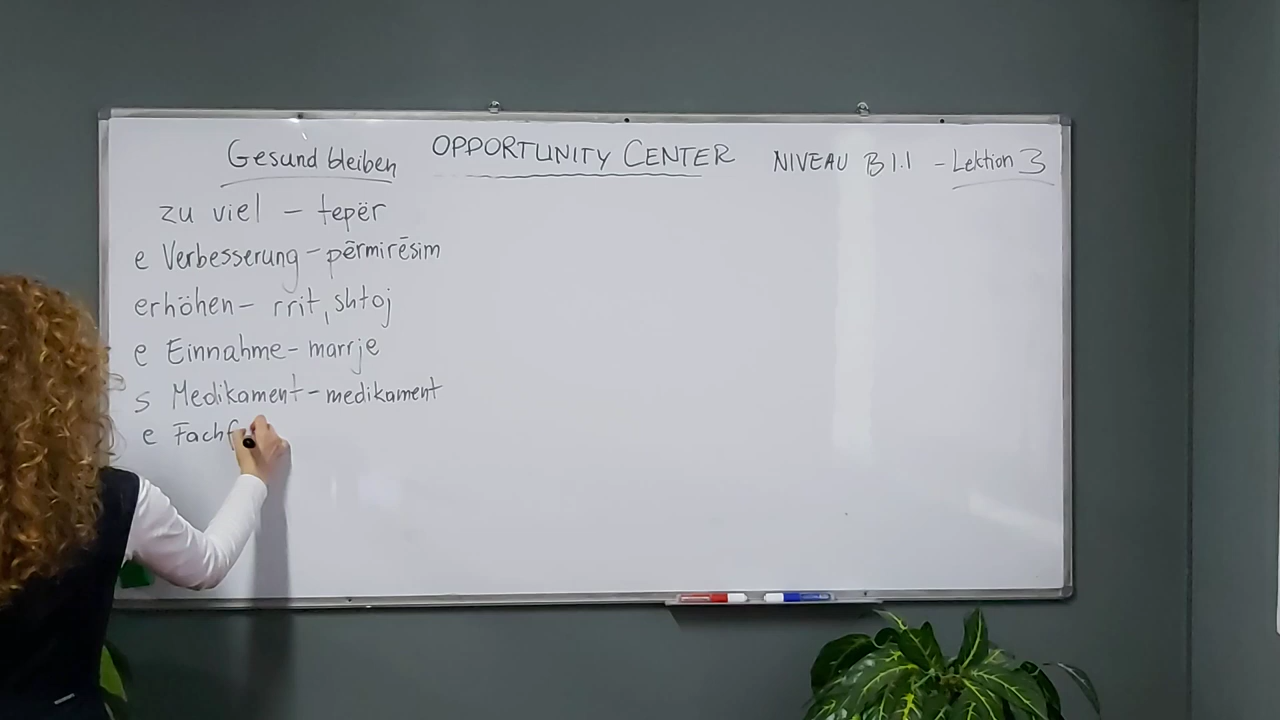 Gesund bleiben
OPPORTUNITY CENTER
NIVEAU B1.1 - Lektion 3
zu viel - tepër
e Verbesserung - përmirësim
erhöhen - rrit, shtoj
e Einnahme - marrje
s Medikament - medikament
e Fachf